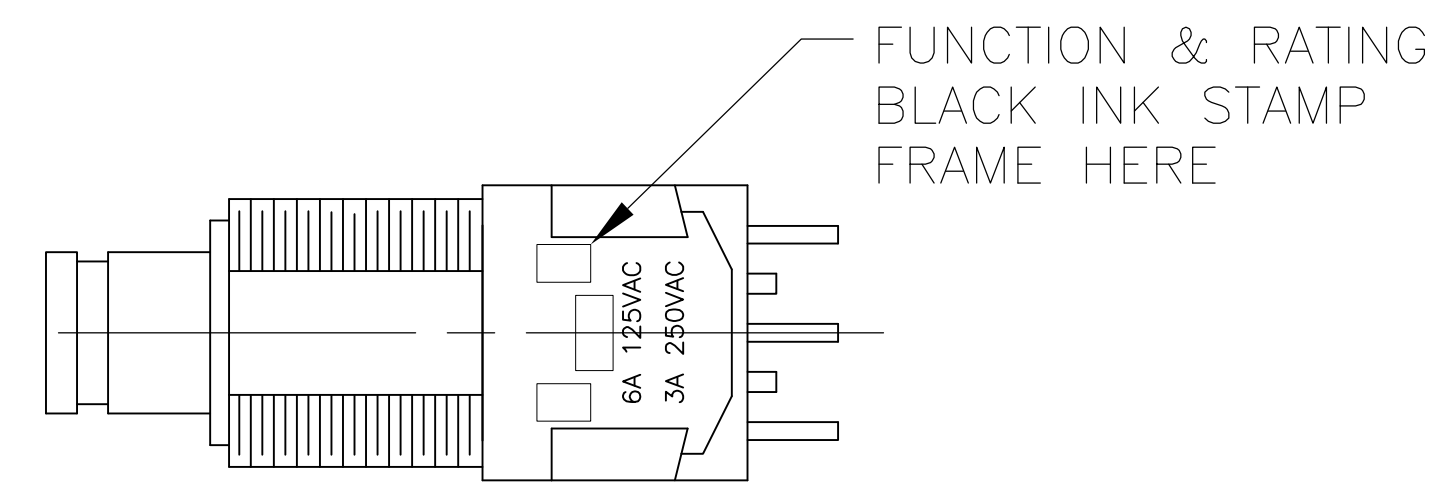 FUNCTION & RATING
BLACK INK STAMP
FRAME HERE
6A 125VAC
3A 250VAC